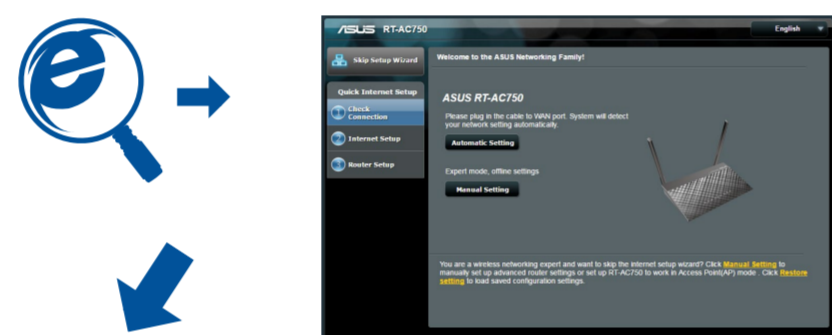 ASUS RT-AC750
English
Skip Setup Wizard
Welcome to the ASUS Networking Family!
Quick Internet Setup
1 Check
Connection
2 Internet Setup
3 Router Setup
ASUS RT-AC750
Please plug in the cable to WAN port. System will detect
your network setting automatically.
Automatic Setting
Expert mode, offline settings
Manual Setting
You are a wireless networking expert and want to skip the internet setup wizard? Click Manual Setting to
manually set up advanced router settings or set up RT-AC750 to work in Access Point(AP) mode . Click Restore
setting to load saved configuration settings.